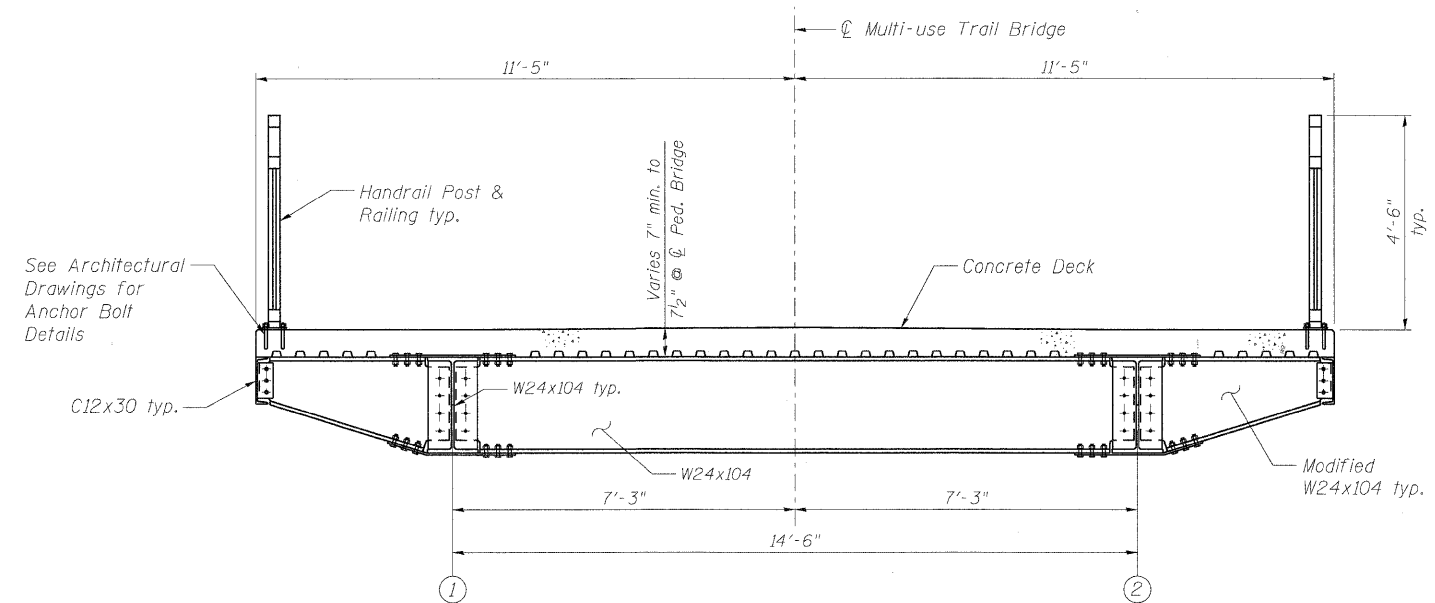 ℄ Multi-use Trail Bridge
11'-5"
11'-5"
Varies 7" min. to
7½" @ ℄ Ped. Bridge
Handrail Post &
Railing typ.
4'-6"
typ.
See Architectural
Drawings for
Anchor Bolt
Details
Concrete Deck
C12x30 typ.
W24x104 typ.
W24x104
Modified
W24x104 typ.
7'-3"
7'-3"
14'-6"
1
2